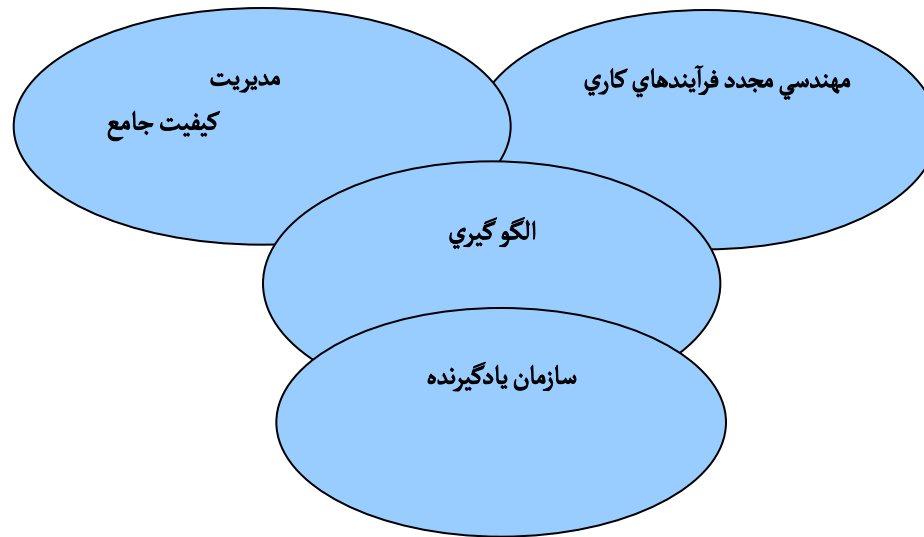 مهندسي مجدد فرآيندهاي كاري
مديريت
كيفيت جامع
الگو گيري
سازمان يادگيرنده